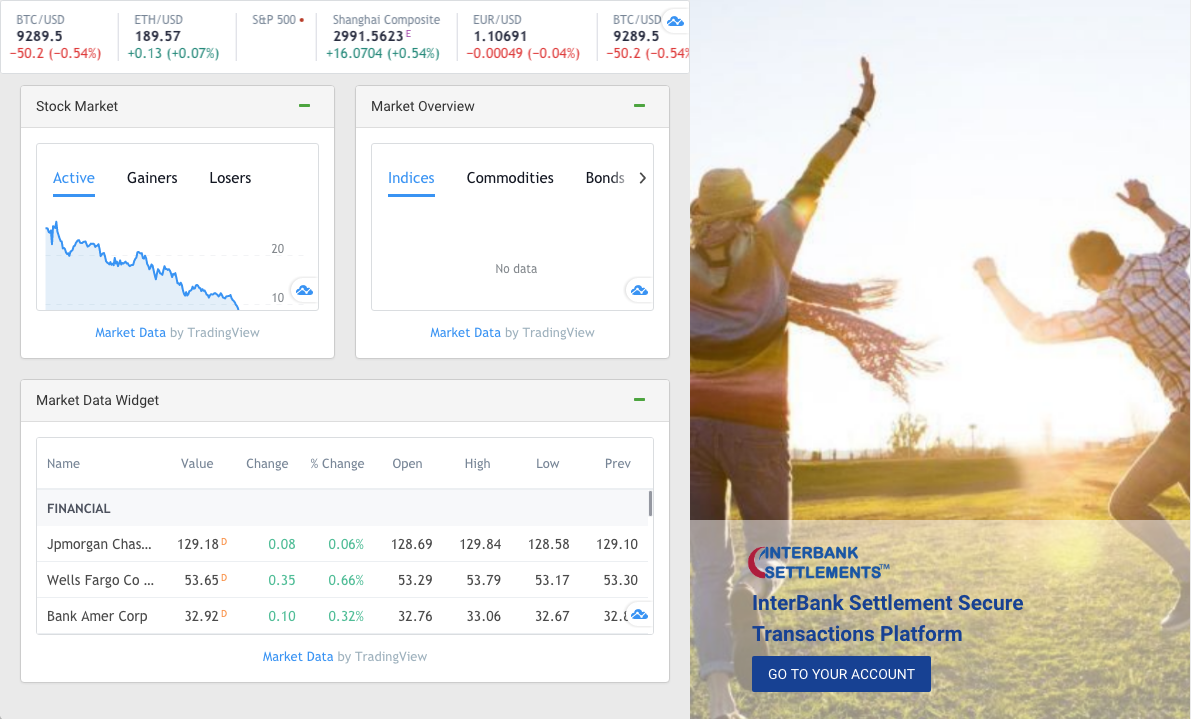 BTC/USD ETH/USD S&P 500 Shanghai Composite EUR/USD BTC/USD
9289.5 189.57 2991.5623 E 1.10691 9289.5
−50.2 (−0.54%) +0.13 (+0.07%) +16.0704 (+0.54%) −0.00049 (−0.04%) −50.2 (−0.54%
Stock Market
Active Gainers Losers
20
10
Market Data by TradingView
Market Overview
Indices Commodities Bonds
No data
Market Data by TradingView
Market Data Widget
Name Value Change % Change Open High Low Prev
FINANCIAL
Jpmorgan Chas... 129.18 D 0.08 0.06% 128.69 129.84 128.58 129.10
Wells Fargo Co ... 53.65 D 0.35 0.66% 53.29 53.79 53.17 53.30
Bank Amer Corp 32.92 D 0.10 0.32% 32.76 33.06 32.67
Market Data by TradingView
INTERBANK
SETTLEMENTS™
InterBank Settlement Secure
Transactions Platform
GO TO YOUR ACCOUNT